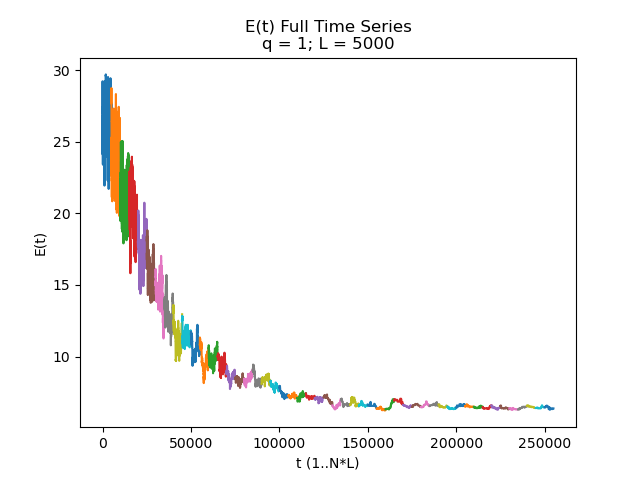 E(t) Full Time Series
q = 1; L = 5000
30
25
20
15
10
E(t)
0 50000 100000 150000 200000 250000
t (1..N*L)